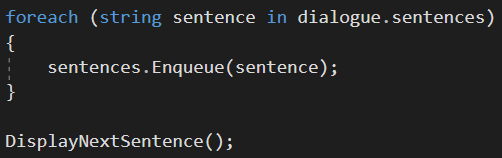 foreach (string sentence in dialogue.sentences)
{
    sentences.Enqueue(sentence);
}

DisplayNextSentence();